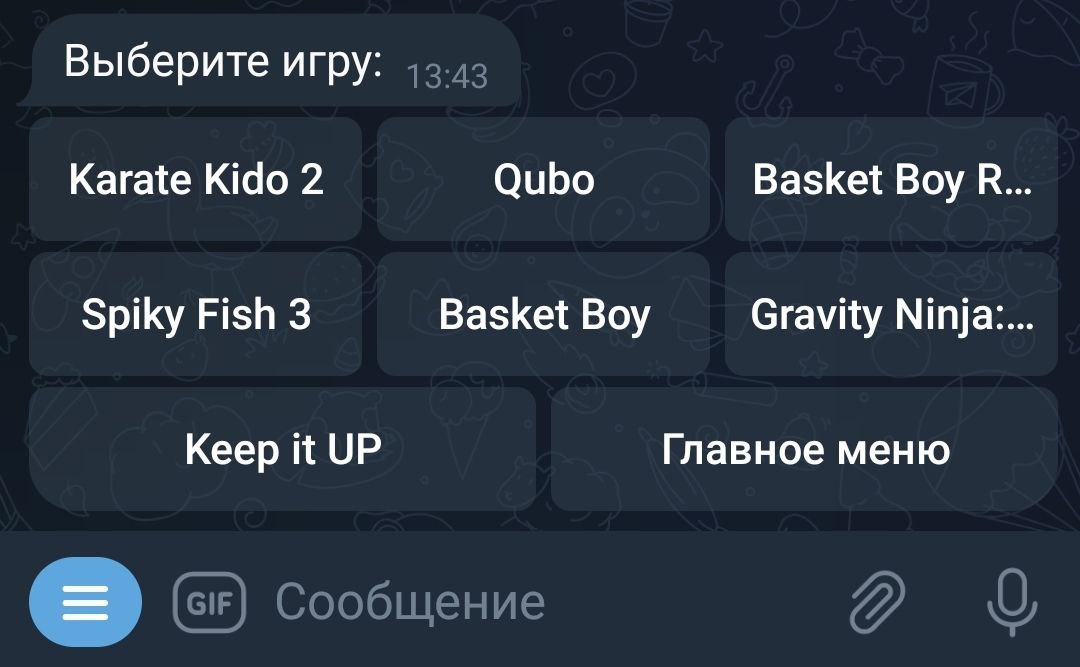 Выберите игру: 13:43
Karate Kido 2
Qubo
Basket Boy R...
Spiky Fish 3
Basket Boy
Gravity Ninja:...
Keep it UP
Главное меню
GIF Сообщение